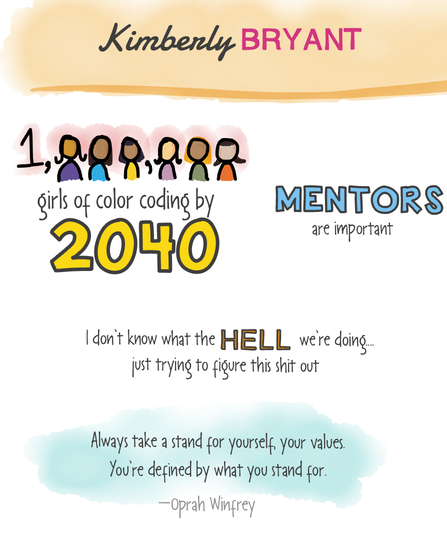 Kimberly BRYANT
1, ,
girls of color coding by
2040
MENTORS
are important
I don't know what the HELL we're doing...
just trying to figure this shit out
Always take a stand for yourself, your values.
You're defined by what you stand for.
—Oprah Winfrey